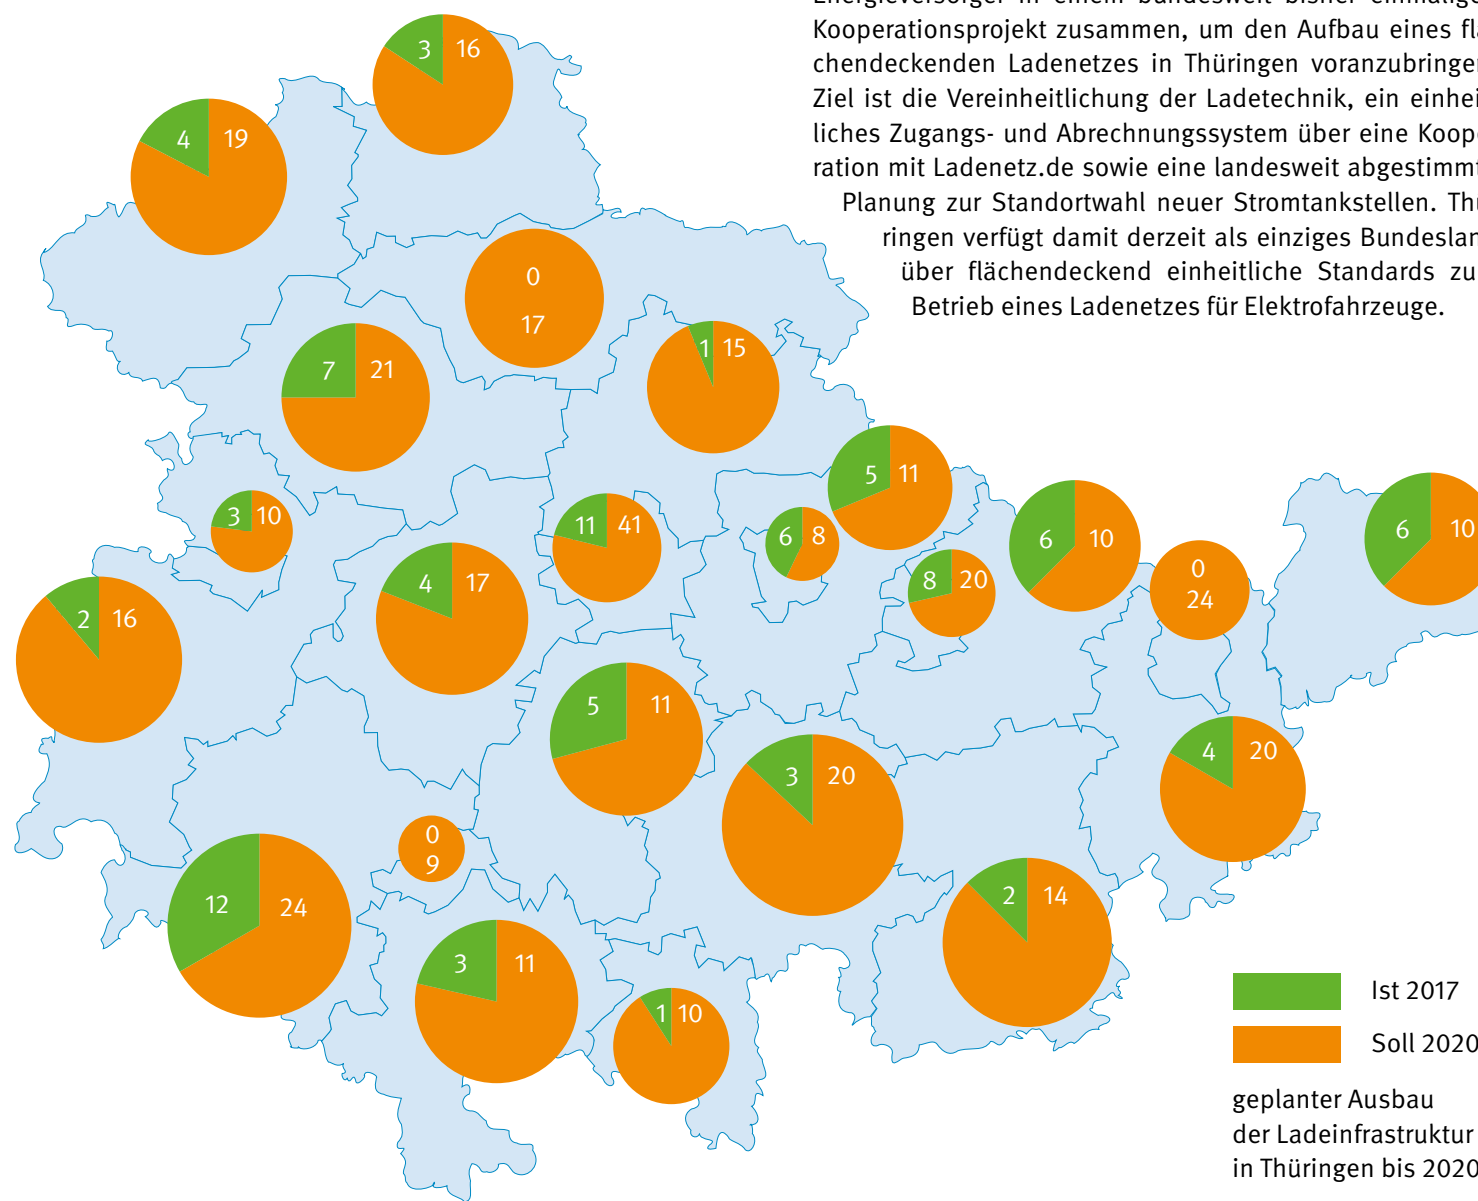 Kooperationsprojekt zusammen, um den Aufbau eines flä
chendeckenden Ladenetzes in Thüringen voranzubringen
Ziel ist die Vereinheitlichung der Ladetechnik, ein einheit
liches Zugangs- und Abrechnungssystem über eine Koope
ration mit Ladenetz.de sowie eine landesweit abgestimmt
Planung zur Standortwahl neuer Stromtankstellen. Thü
ringen verfügt damit derzeit als einziges Bundeslan
über flächendeckend einheitliche Standards zu
Betrieb eines Ladenetzes für Elektrofahrzeuge.
3 16
4 19
0
17
7 21
1 15
5 11
3 10
11 41
6 8
8 20
6 10
0
24
6 10
4 17
2 16
5 11
3 20
4 20
0
9
12 24
2 14
3 11
1 10
Ist 2017
Soll 2020
geplanter Ausbau
der Ladeinfrastruktur
in Thüringen bis 2020